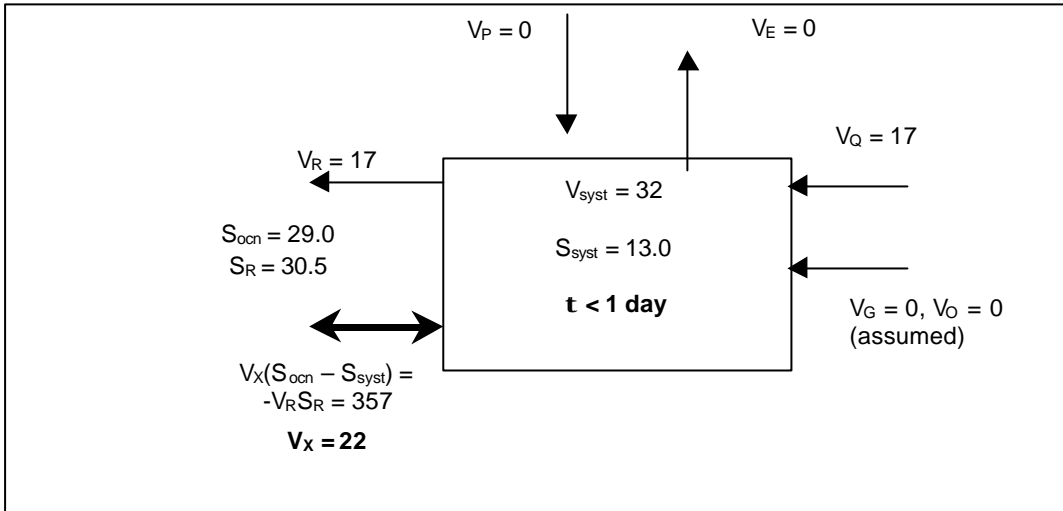 V_P = 0
V_E = 0
V_Q = 17
V_R = 17
V_syst = 32
S_ocn = 29.0
S_R = 30.5
S_syst = 13.0
t < 1 day
V_G = 0, V_O = 0
(assumed)
V_X(S_ocn – S_syst) =
-V_RS_R = 357
V_X = 22